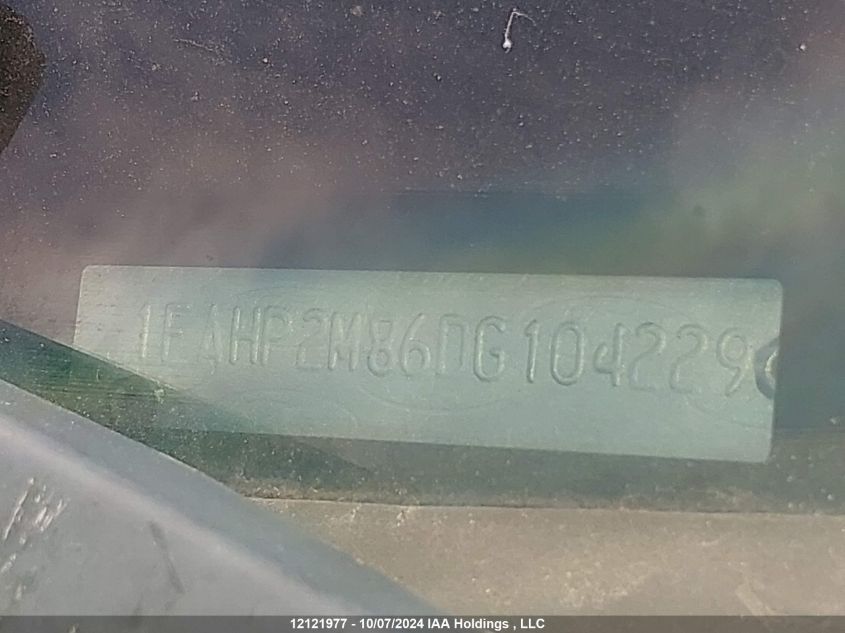 1FAHP2M86DG104229
12121977 - 10/07/2024 IAA Holdings , LLC